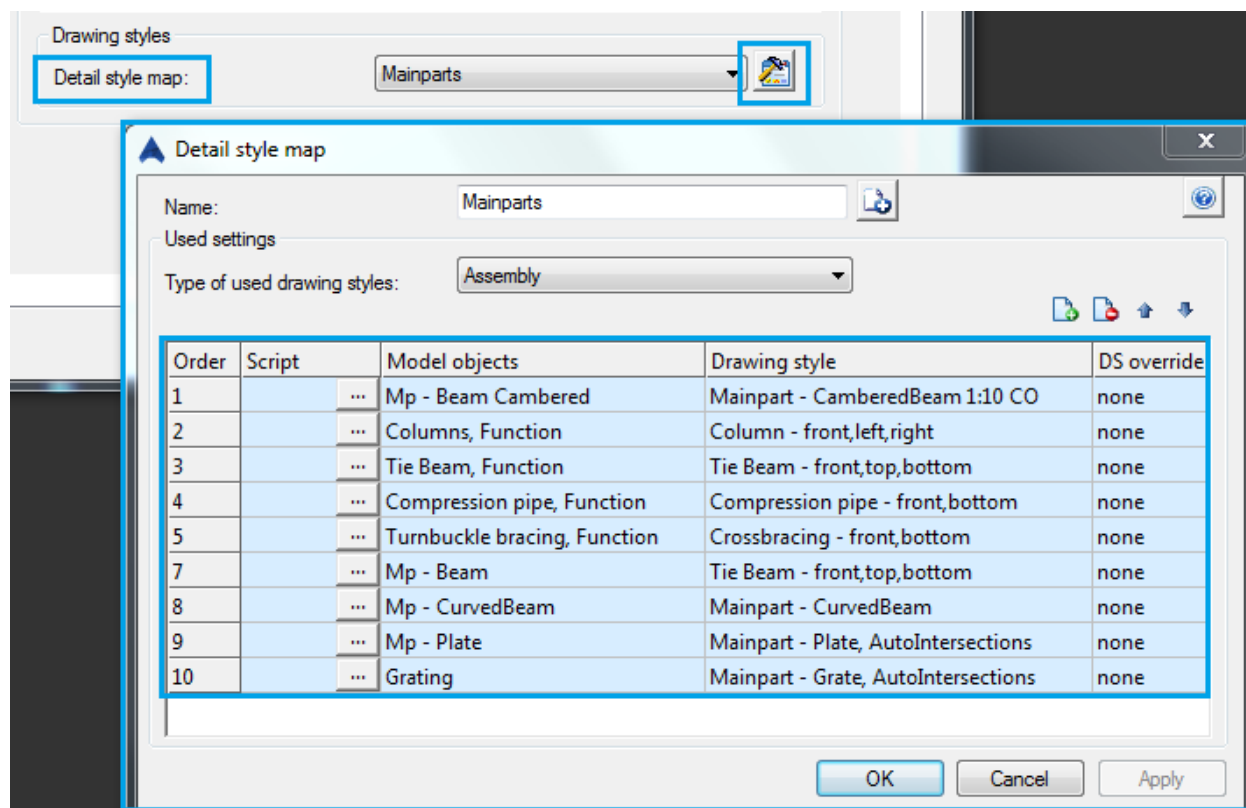 Drawing styles
Detail style map: Mainparts
Detail style map x
Name: Mainparts
Used settings
Type of used drawing styles: Assembly
Order Script Model objects Drawing style DS override
1 ... Mp - Beam Cambered Mainpart - CamberedBeam 1:10 CO none
2 ... Columns, Function Column - front,left,right none
3 ... Tie Beam, Function Tie Beam - front,top,bottom none
4 ... Compression pipe, Function Compression pipe - front,bottom none
5 ... Turnbuckle bracing, Function Crossbracing - front,bottom none
7 ... Mp - Beam Tie Beam - front,top,bottom none
8 ... Mp - CurvedBeam Mainpart - CurvedBeam none
9 ... Mp - Plate Mainpart - Plate, AutoIntersections none
10 ... Grating Mainpart - Grate, AutoIntersections none
OK Cancel Apply